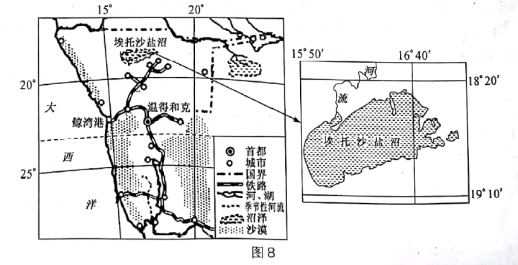 15° 20°
埃托沙盐沼
20°
温得和克
鲸湾港
大
西
洋
25°
首都
城市
国界
铁路
河、湖
季节性河流
沼泽
沙漠
15°50′ 16°40′
18°20′
河
流
埃托沙盐沼
19°10′
图8